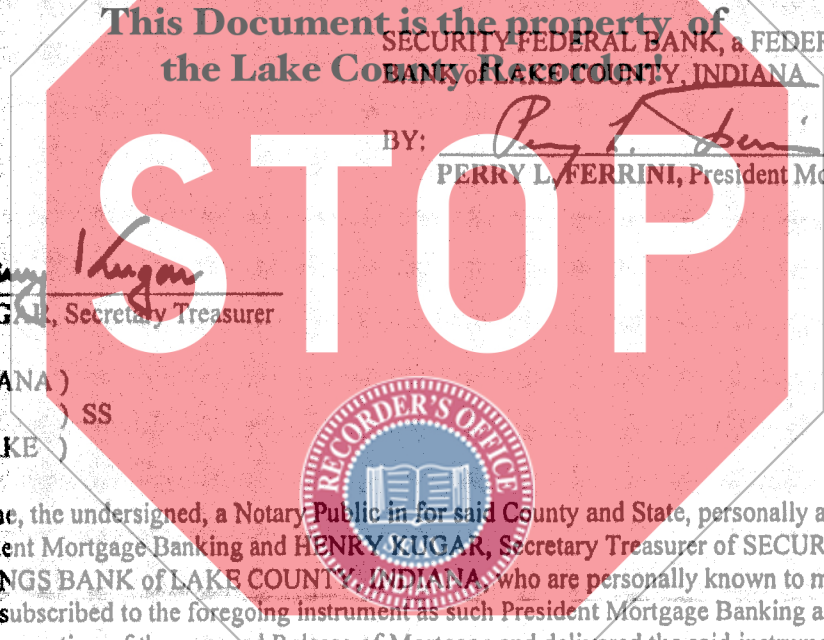 This Document is the property of
the Lake County Recorder!
SECURITY FEDERAL BANK, a FEDER
BANK of LAKE COUNTY, INDIANA
BY:
PERRY L. FERRINI, President Mo
STOP
GAR, Secretary Treasurer
ANA )
) SS
KE )
RECORDER'S OFFICE
e, the undersigned, a Notary Public in for said County and State, personally a
ent Mortgage Banking and HENRY KUGAR, Secretary Treasurer of SECUR
NGS BANK of LAKE COUNTY, INDIANA, who are personally known to m
subscribed to the foregoing instrument as such President Mortgage Banking a